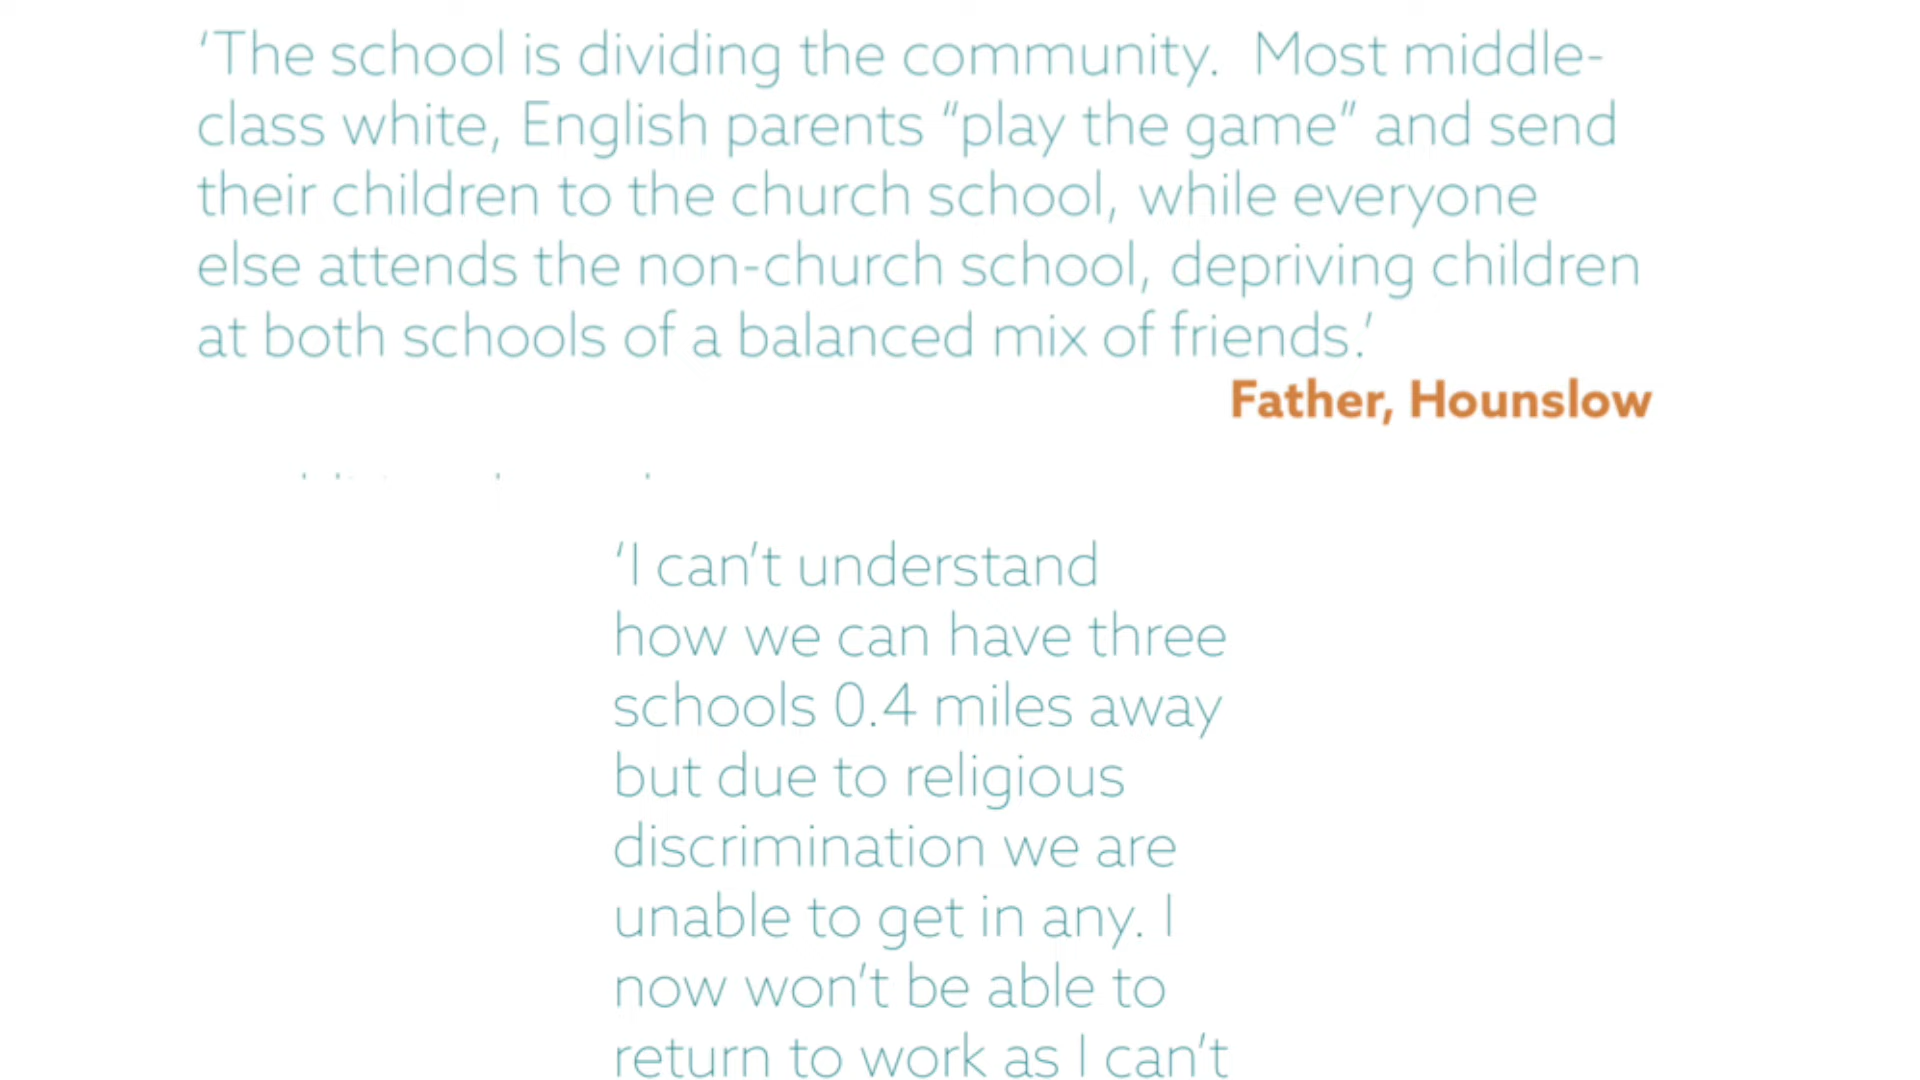 ‘The school is dividing the community.  Most middle-
class white, English parents “play the game” and send
their children to the church school, while everyone
else attends the non-church school, depriving children
at both schools of a balanced mix of friends.’
Father, Hounslow
‘I can’t understand
how we can have three
schools 0.4 miles away
but due to religious
discrimination we are
unable to get in any. I
now won’t be able to
return to work as I can’t